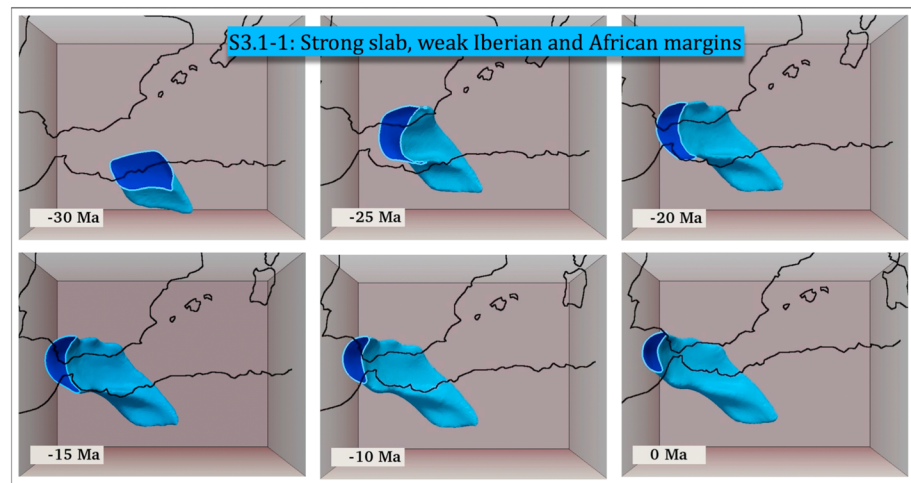 S3.1-1: Strong slab, weak Iberian and African margins
-30 Ma
-25 Ma
-20 Ma
-15 Ma
-10 Ma
0 Ma